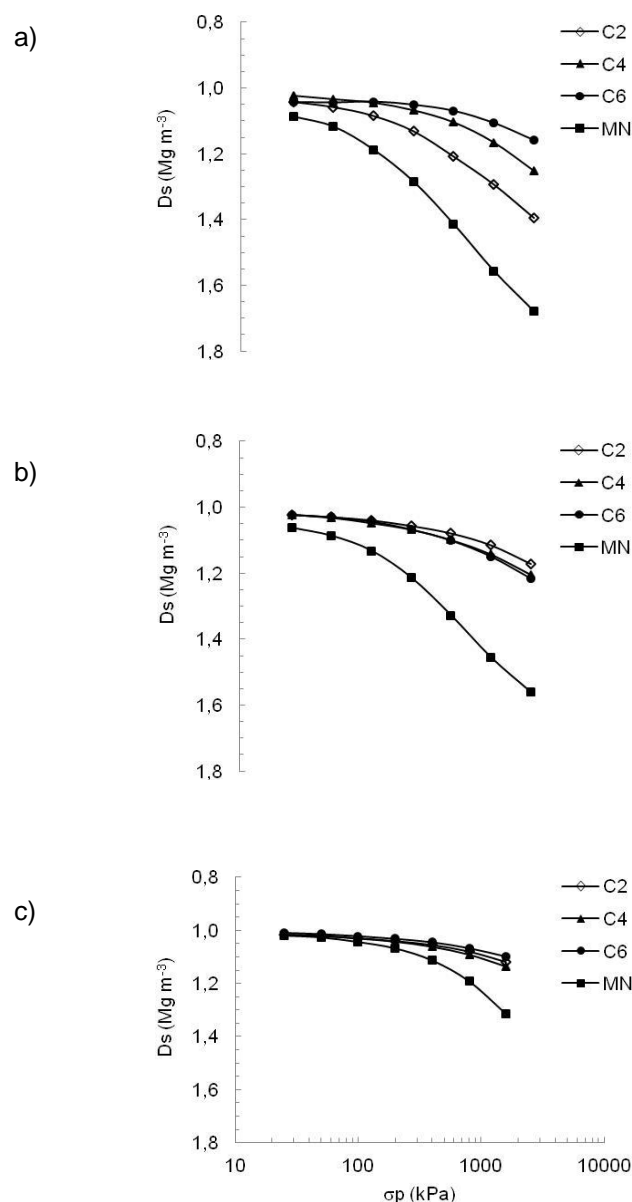 a)
0,8
1,0
1,2
1,4
1,6
1,8
Ds (Mg m⁻³)
C2
C4
C6
MN
b)
0,8
1,0
1,2
1,4
1,6
1,8
Ds (Mg m⁻³)
C2
C4
C6
MN
c)
0,8
1,0
1,2
1,4
1,6
1,8
Ds (Mg m⁻³)
C2
C4
C6
MN
10 100 1000 10000
σp (kPa)